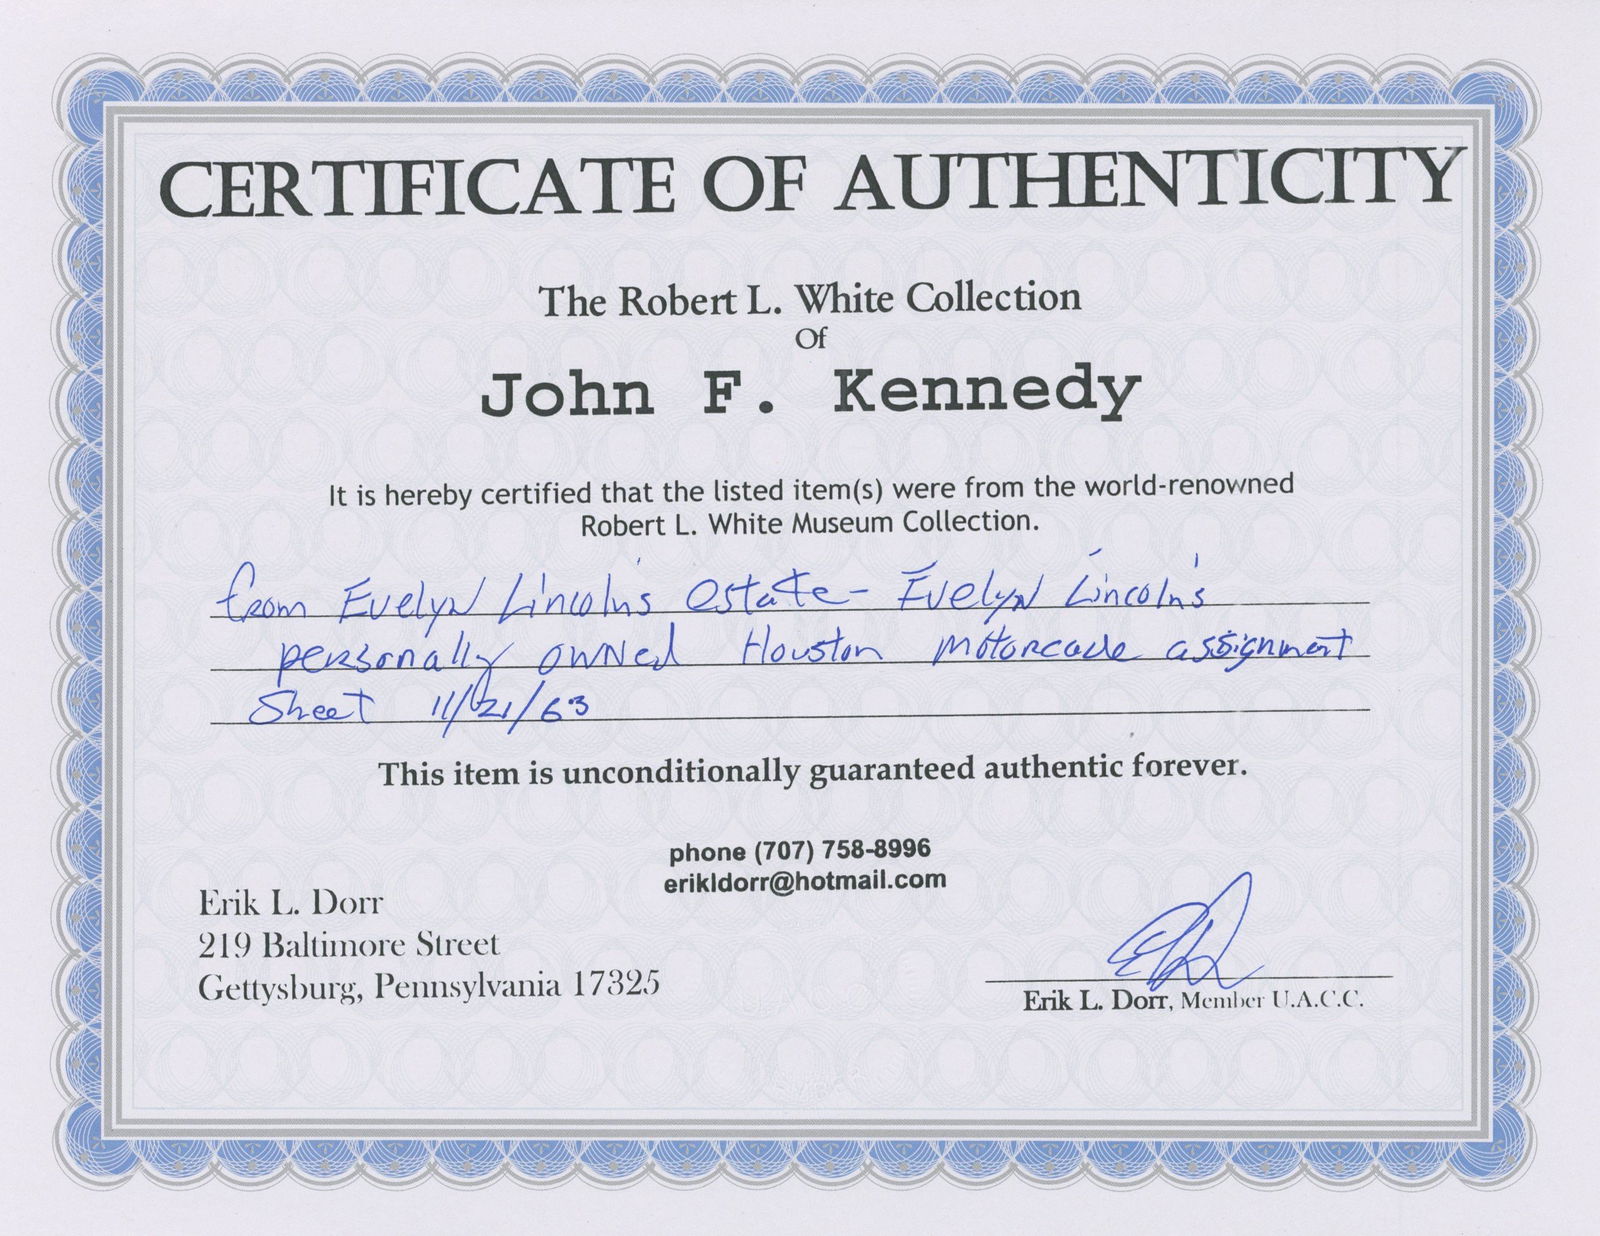 CERTIFICATE OF AUTHENTICITY
The Robert L. White Collection
Of
John F. Kennedy
It is hereby certified that the listed item(s) were from the world-renowned
Robert L. White Museum Collection.
from Evelyn Lincoln's estate - Evelyn Lincoln's
personally owned Houston motorcade assignment
Sheet 11/21/63
This item is unconditionally guaranteed authentic forever.
phone (707) 758-8996
erikldorr@hotmail.com
Erik L. Dorr
219 Baltimore Street
Gettysburg, Pennsylvania 17325
Erik L. Dorr, Member U.A.C.C.